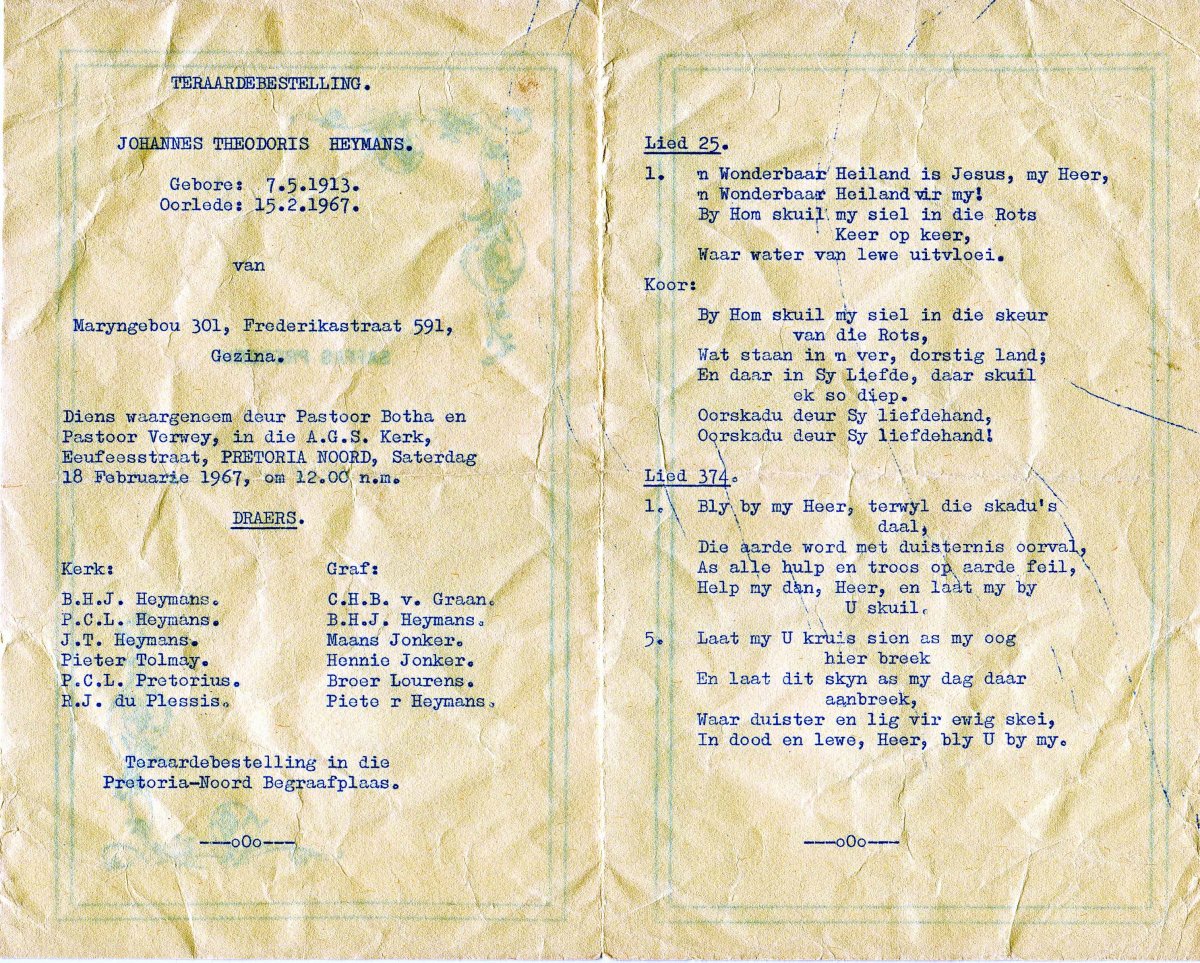 TERAARDEBESTELLING.
JOHANNES THEODORIS HEYMANS.
Gebore: 7.5.1913.
Oorlede: 15.2.1967.
van
Maryngebou 301, Frederikastraat 591,
Gezina.
Diens waargeneem deur Pastoor Botha en
Pastoor Verwey, in die A.G.S. Kerk,
Eeufeesstraat, PRETORIA NOORD, Saterdag
18 Februarie 1967, om 12.00 n.m.
DRAERS.
Kerk: Graf:
B.H.J. Heymans. C.H.B. v. Graan.
P.C.L. Heymans. B.H.J. Heymans.
J.T. Heymans. Maans Jonker.
Pieter Tolmay. Hennie Jonker.
P.C.L. Pretorius. Broer Lourens.
R.J. du Plessis. Piete r Heymans.
Teraardebestelling in die
Pretoria-Noord Begraafplaas.
---oOo---
Lied 25.
1. 'n Wonderbaar Heiland is Jesus, my Heer,
'n Wonderbaar Heiland vir my!
By Hom skuil my siel in die Rots
Keer op keer,
Waar water van lewe uitvloei.
Koor:
By Hom skuil my siel in die skeur
van die Rots,
Wat staan in 'n ver, dorstig land;
En daar in Sy Liefde, daar skuil
ek so diep.
Oorskadu deur Sy liefdehand,
Oorskadu deur Sy liefdehand!
Lied 374.
1. Bly by my Heer, terwyl die skadu's
daal,
Die aarde word met duisternis oorval,
As alle hulp en troos op aarde feil,
Help my dan, Heer, en laat my by
U skuil.
5. Laat my U kruis sien as my oog
hier breek
En laat dit skyn as my dag daar
aanbreek,
Waar duister en lig vir ewig skei,
In dood en lewe, Heer, bly U by my.
---oOo---